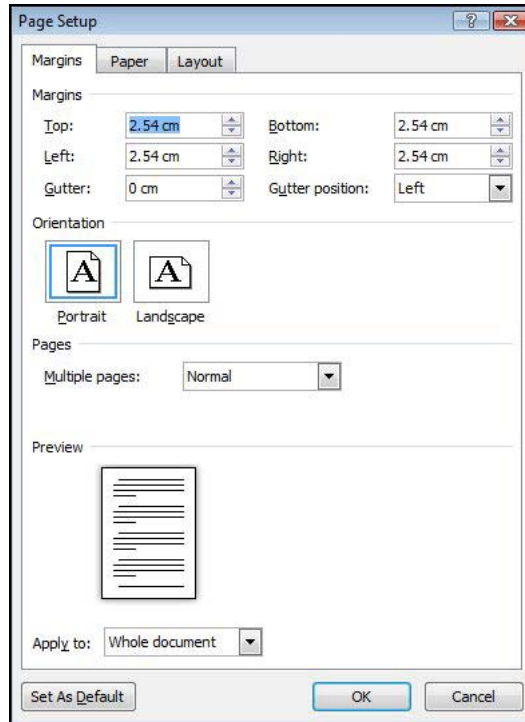 Page Setup
Margins Paper Layout
Margins
Top: 2.54 cm Bottom: 2.54 cm
Left: 2.54 cm Right: 2.54 cm
Gutter: 0 cm Gutter position: Left
Orientation
A A
Portrait Landscape
Pages
Multiple pages: Normal
Preview
Apply to: Whole document
Set As Default OK Cancel